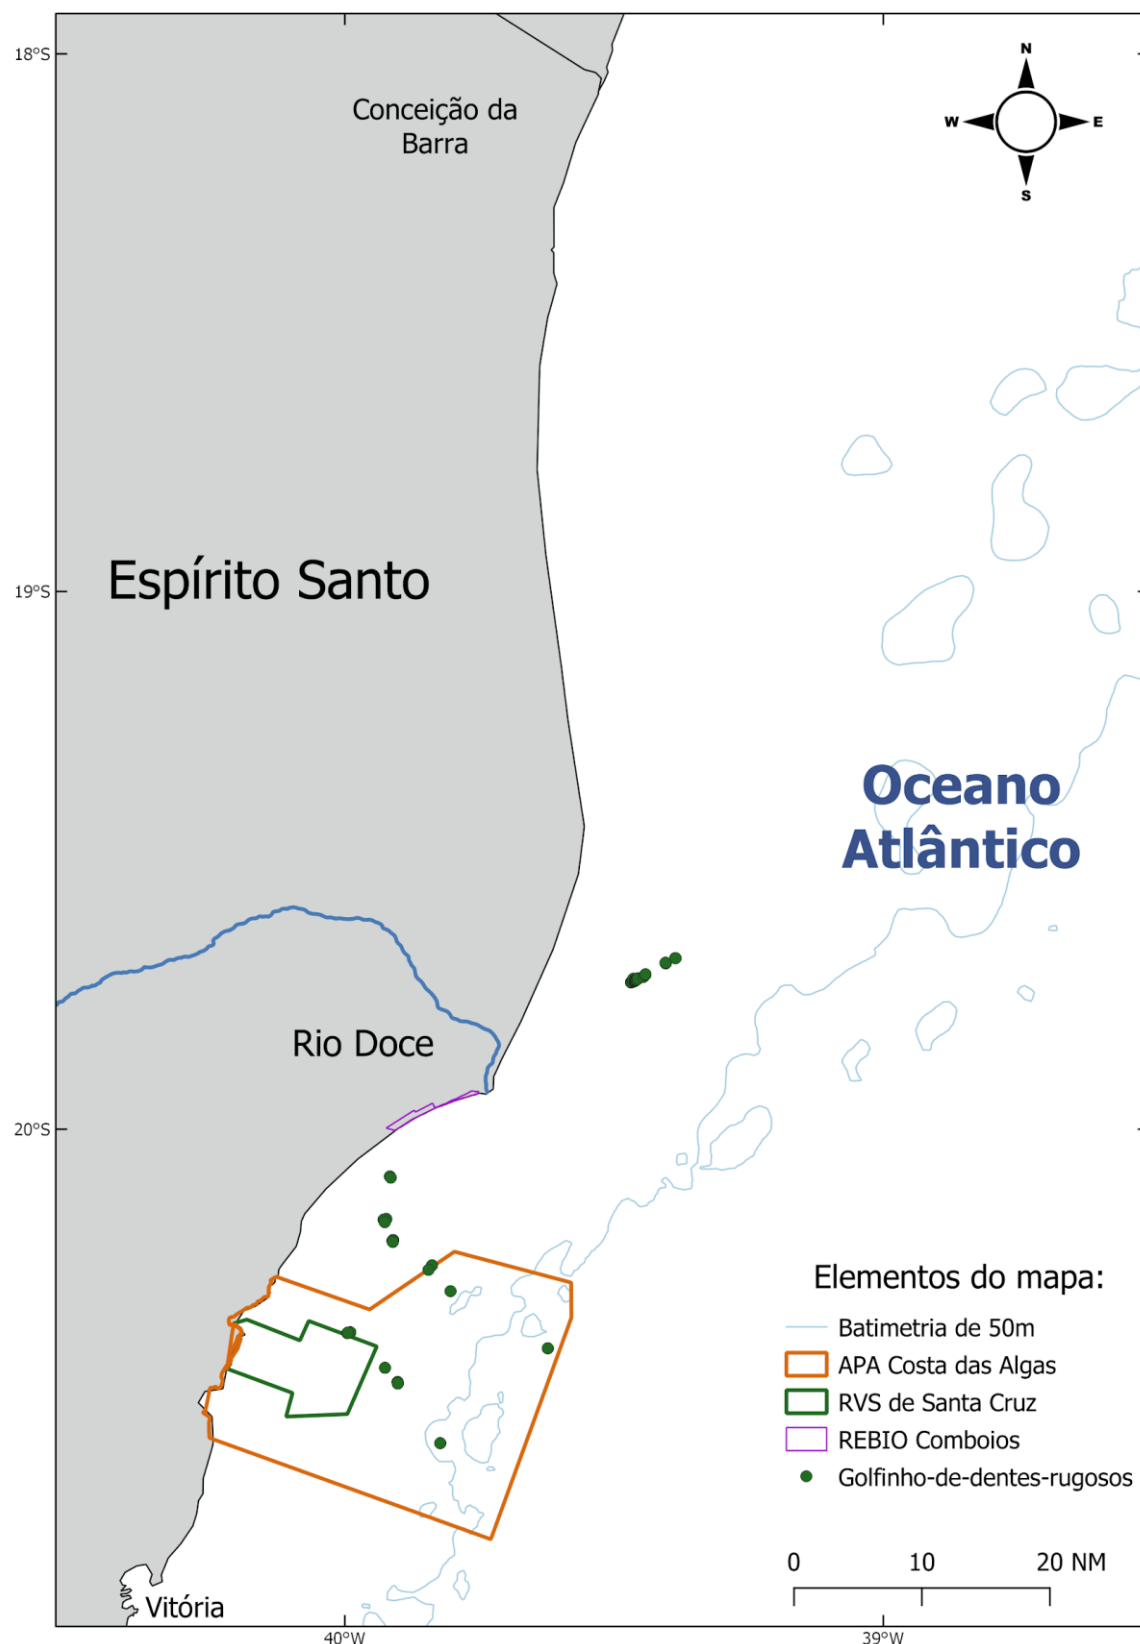 18°S
N
W
E
S
Conceição da
Barra
Espírito Santo
19°S
Oceano
Atlântico
Rio Doce
20°S
Elementos do mapa:
Batimetria de 50m
APA Costa das Algas
RVS de Santa Cruz
REBIO Comboios
Golfinho-de-dentes-rugosos
0 10 20 NM
Vitória
40°W
39°W